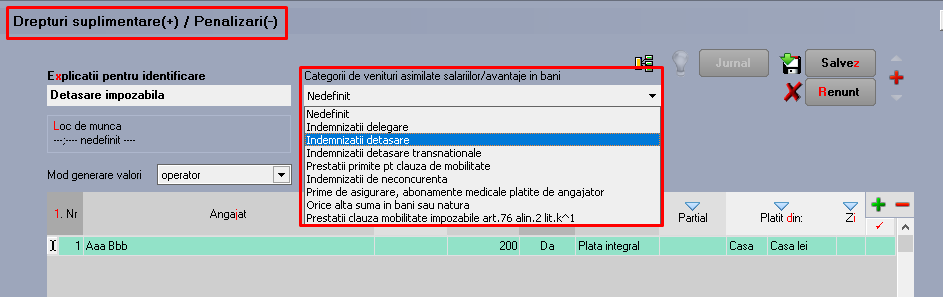 Drepturi suplimentare(+) / Penalizari(-)
Explicatii pentru identificare
Detasare impozabila
Loc de munca
---;---- nedefinit ----
Mod generare valori operator
Categorii de venituri asimilate salariilor/avantaje in bani
Nedefinit
Nedefinit
Indemnizatii delegare
Indemnizatii detasare
Indemnizatii detasare transnationale
Prestatii primite pt clauza de mobilitate
Indemnizatii de neconcurenta
Prime de asigurare, abonamente medicale platite de angajator
Orice alta suma in bani sau natura
Prestatii clauza mobilitate impozabile art.76 alin.2 lit.k^1
Jurnal
Salvez
Renunt
1. Nr Angajat Partial Platit din: Zi
1 Aaa Bbb 200 Da Plata integral Casa Casa lei